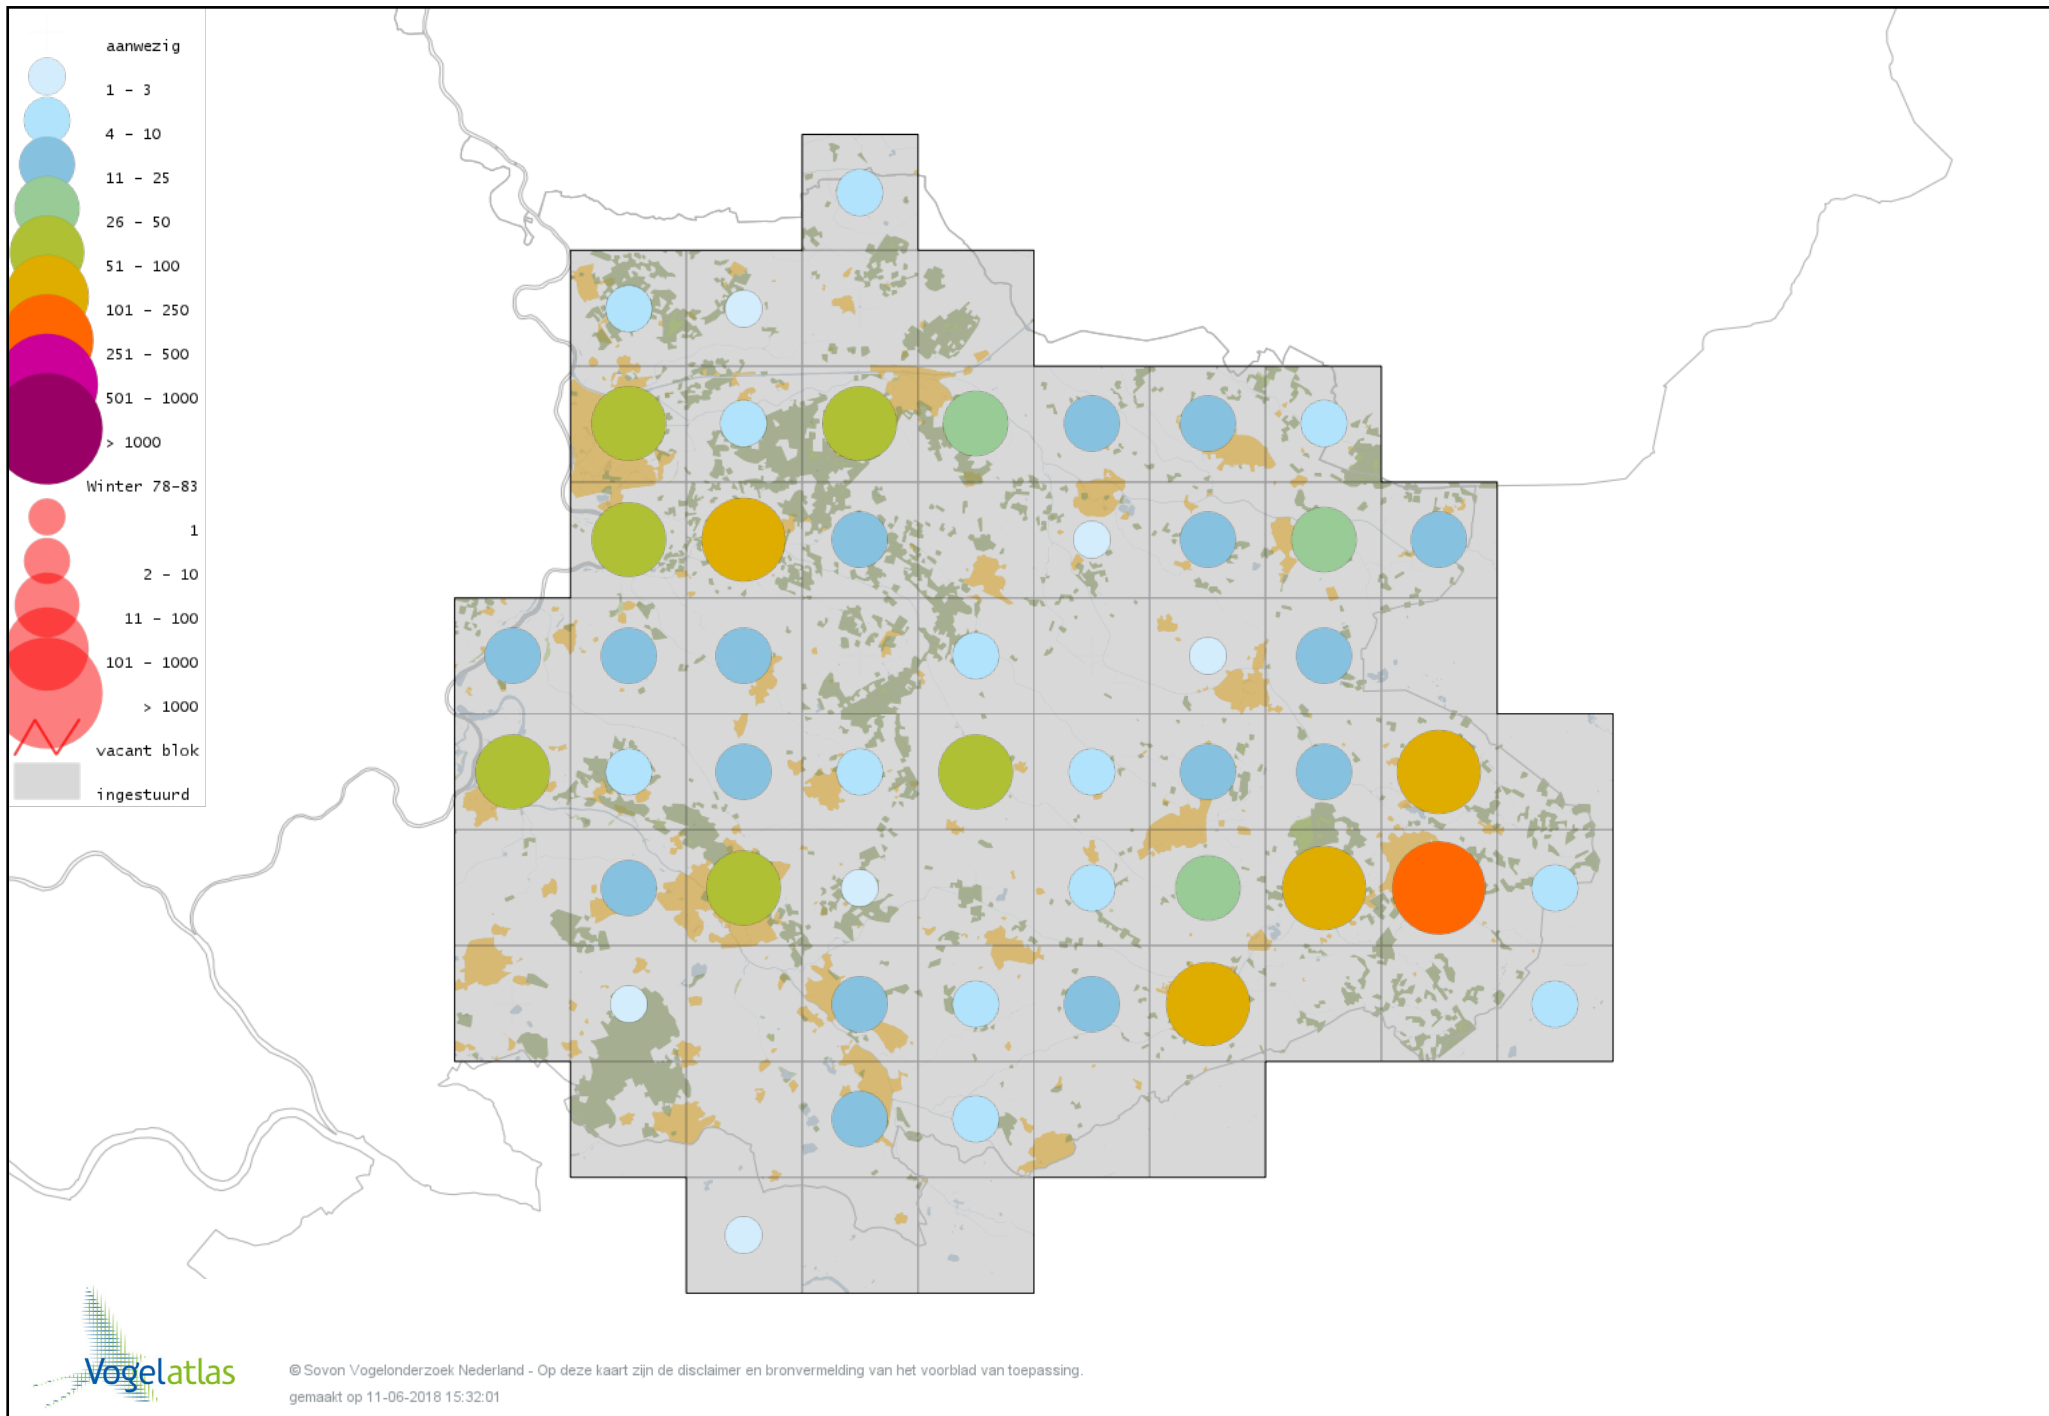 aanwezig
1 – 3
4 – 10
11 – 25
26 – 50
51 – 100
101 – 250
251 – 500
501 – 1000
> 1000
Winter 78-83
1
2 – 10
11 – 100
101 – 1000
> 1000
vacant blok
ingestuurd
Vogelatlas
© Sovon Vogelonderzoek Nederland - Op deze kaart zijn de disclaimer en bronvermelding van het voorblad van toepassing.
gemaakt op 11-06-2018 15:32:01